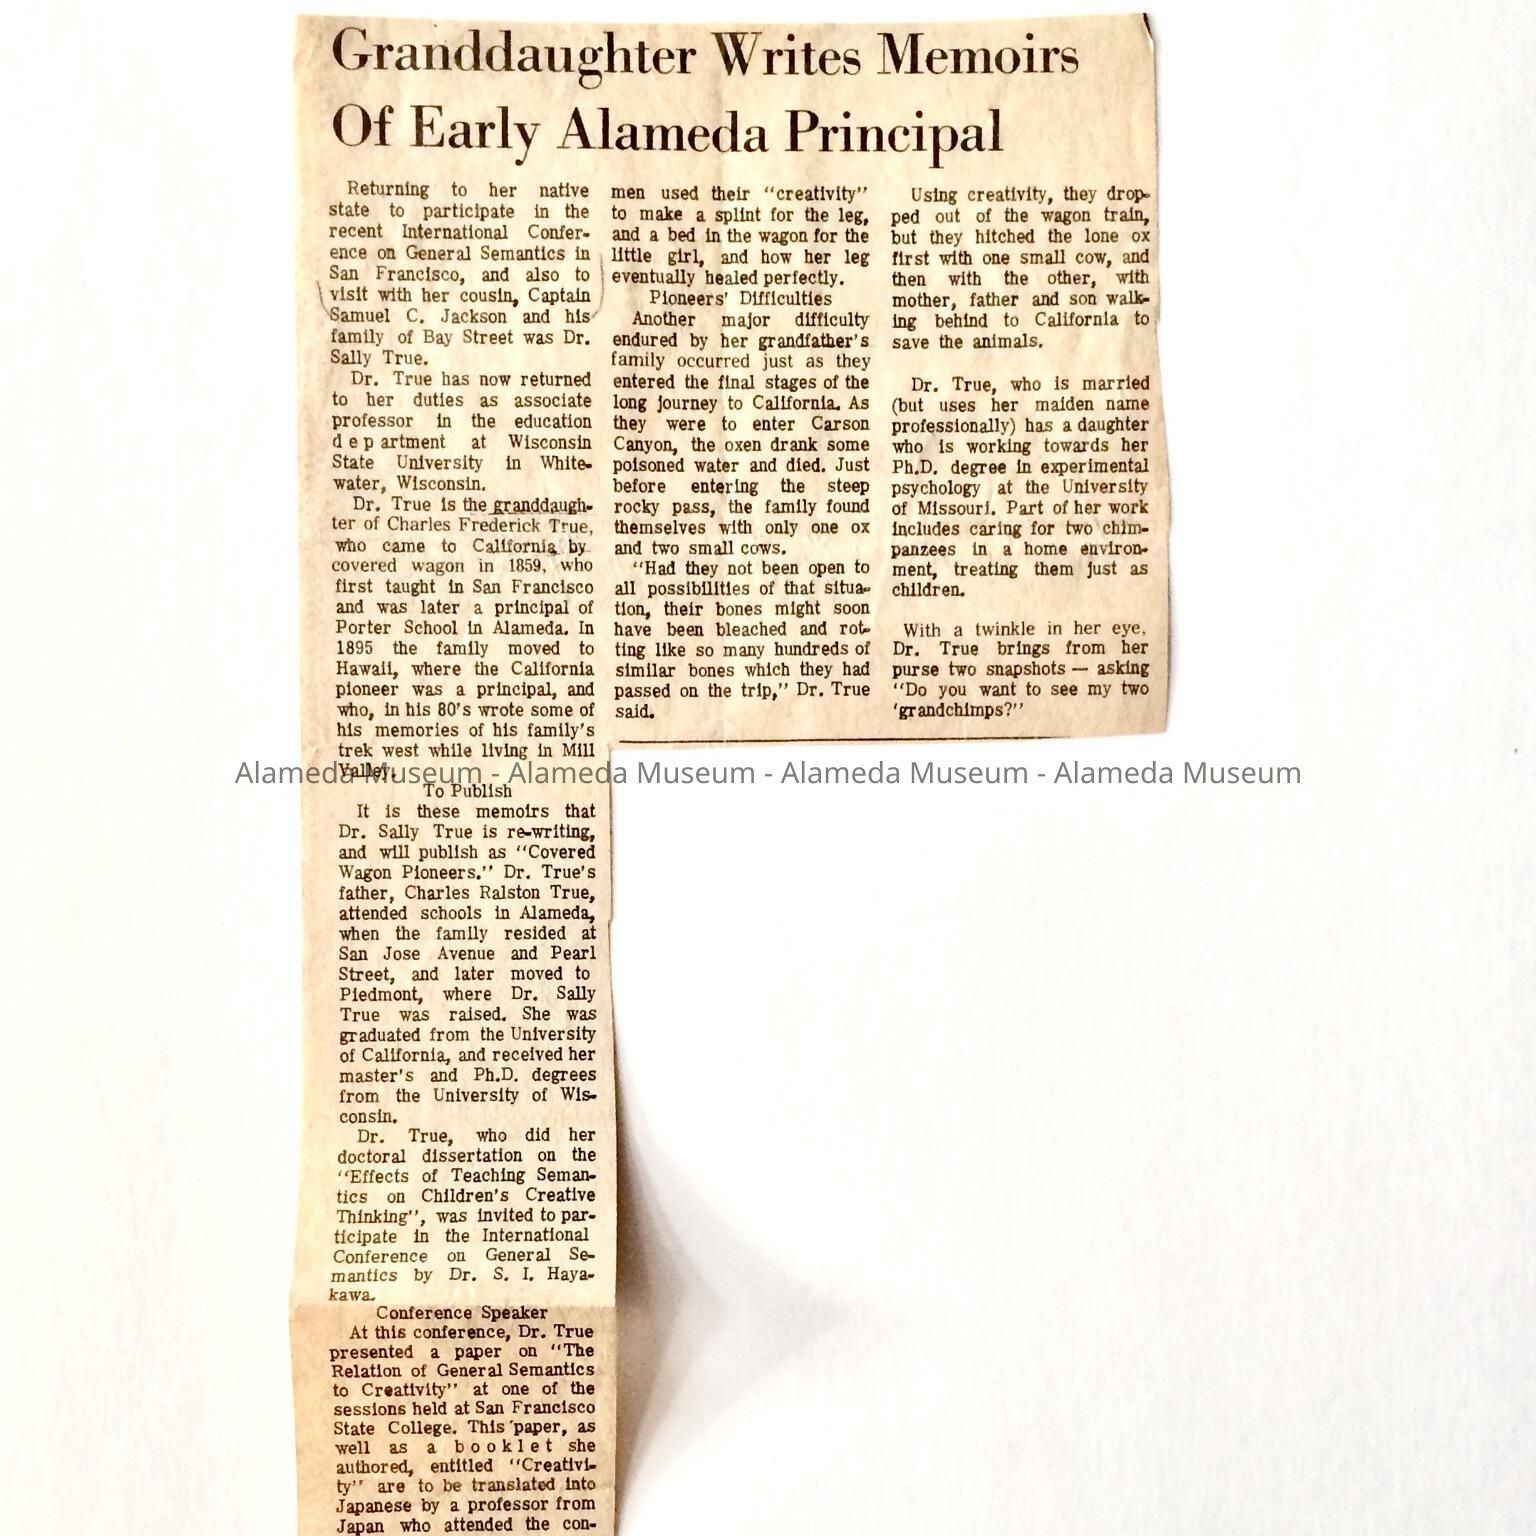 Granddaughter Writes Memoirs
Of Early Alameda Principal
Returning to her native
state to participate in the
recent International Confer-
ence on General Semantics in
San Francisco, and also to
visit with her cousin, Captain
Samuel C. Jackson and his
family of Bay Street was Dr.
Sally True.
Dr. True has now returned
to her duties as associate
professor in the education
department at Wisconsin
State University in White-
water, Wisconsin.
Dr. True is the granddaugh-
ter of Charles Frederick True,
who came to California by
covered wagon in 1859, who
first taught in San Francisco
and was later a principal of
Porter School in Alameda. In
1895 the family moved to
Hawaii, where the California
pioneer was a principal, and
who, in his 80's wrote some of
his memories of his family's
trek west while living in Mill
Valley.
To Publish
It is these memoirs that
Dr. Sally True is re-writing,
and will publish as "Covered
Wagon Pioneers." Dr. True's
father, Charles Ralston True,
attended schools in Alameda,
when the family resided at
San Jose Avenue and Pearl
Street, and later moved to
Piedmont, where Dr. Sally
True was raised. She was
graduated from the University
of California, and received her
master's and Ph.D. degrees
from the University of Wis-
consin.
Dr. True, who did her
doctoral dissertation on the
"Effects of Teaching Seman-
tics on Children's Creative
Thinking", was invited to par-
ticipate in the International
Conference on General Se-
mantics by Dr. S. I. Haya-
kawa.
Conference Speaker
At this conference, Dr. True
presented a paper on "The
Relation of General Semantics
to Creativity" at one of the
sessions held at San Francisco
State College. This paper, as
well as a booklet she
authored, entitled "Creativi-
ty" are to be translated into
Japanese by a professor from
Japan who attended the con-
men used their "creativity"
to make a splint for the leg,
and a bed in the wagon for the
little girl, and how her leg
eventually healed perfectly.
Pioneers' Difficulties
Another major difficulty
endured by her grandfather's
family occurred just as they
entered the final stages of the
long journey to California. As
they were to enter Carson
Canyon, the oxen drank some
poisoned water and died. Just
before entering the steep
rocky pass, the family found
themselves with only one ox
and two small cows.
"Had they not been open to
all possibilities of that situa-
tion, their bones might soon
have been bleached and rot-
ting like so many hundreds of
similar bones which they had
passed on the trip," Dr. True
said.
Using creativity, they drop-
ped out of the wagon train,
but they hitched the lone ox
first with one small cow, and
then with the other, with
mother, father and son walk-
ing behind to California to
save the animals.
Dr. True, who is married
(but uses her maiden name
professionally) has a daughter
who is working towards her
Ph.D. degree in experimental
psychology at the University
of Missouri. Part of her work
includes caring for two chim-
panzees in a home environ-
ment, treating them just as
children.
With a twinkle in her eye,
Dr. True brings from her
purse two snapshots — asking
"Do you want to see my two
'grandchimps?"
Alameda Museum - Alameda Museum - Alameda Museum - Alameda Museum